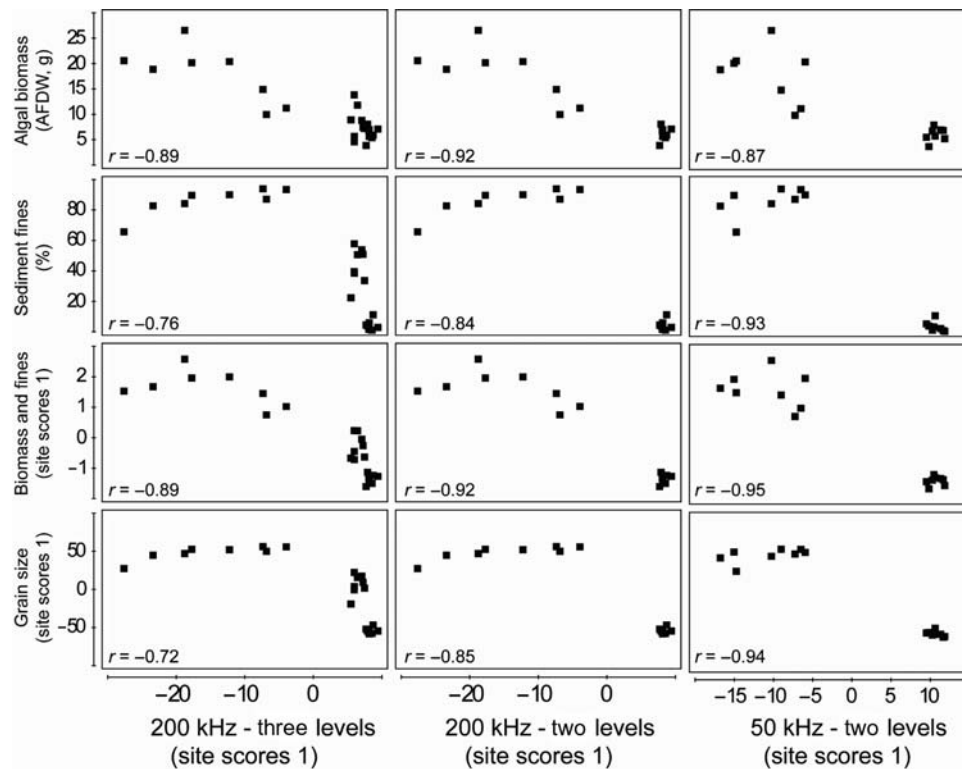 Algal biomass
(AFDW, g)
25
20
15
10
5
r = −0.89
r = −0.92
r = −0.87
Sediment fines
(%)
80
60
40
20
r = −0.76
r = −0.84
r = −0.93
Biomass and fines
(site scores 1)
2
1
0
−1
r = −0.89
r = −0.92
r = −0.95
Grain size
(site scores 1)
50
0
−50
r = −0.72
r = −0.85
r = −0.94
−20 −10 0
−20 −10 0
−15 −10 −5 0 5 10
200 kHz - three levels
(site scores 1)
200 kHz - two levels
(site scores 1)
50 kHz - two levels
(site scores 1)